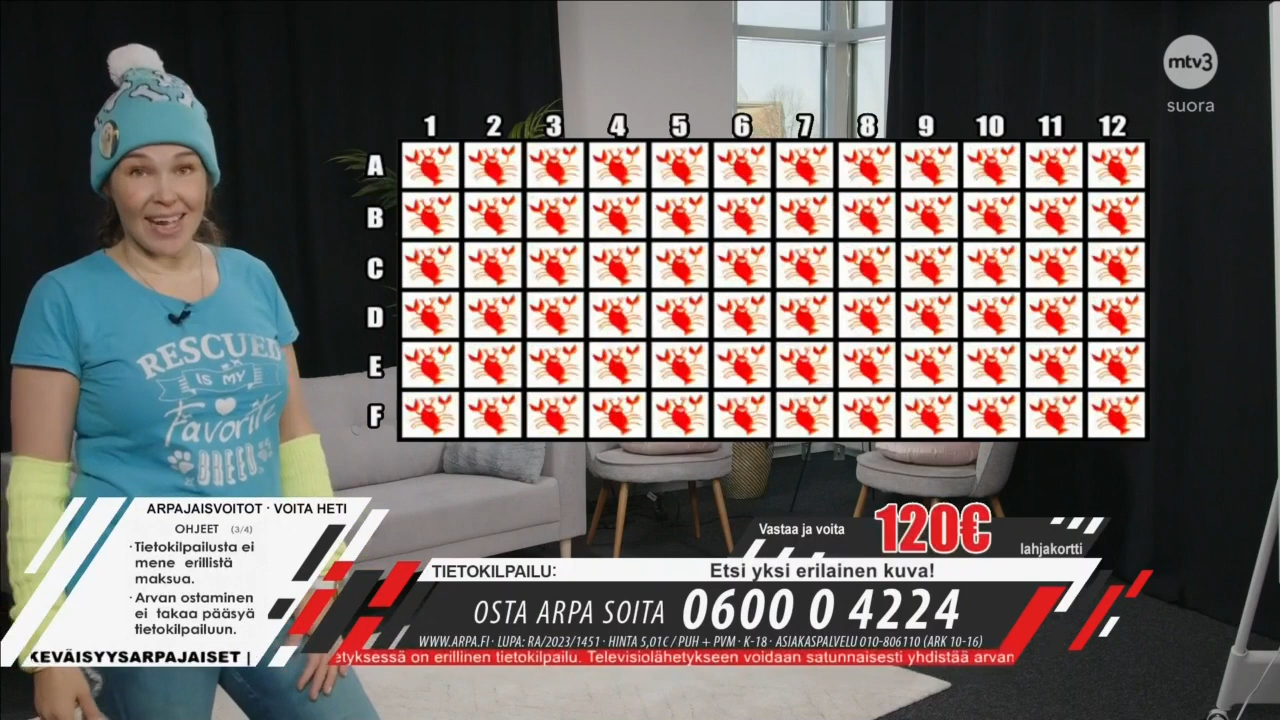 mtv3
suora
1 2 3 4 5 6 7 8 9 10 11 12
A
B
C
D
E
F
RESCUED
IS MY
Favorite
BREED
ARPAJAISVOITOT · VOITA HETI
OHJEET (3/4)
· Tietokilpailusta ei
mene erillistä
maksua.
· Arvan ostaminen
ei takaa pääsyä
tietokilpailuun.
Vastaa ja voita 120€ lahjakortti
TIETOKILPAILU: Etsi yksi erilainen kuva!
OSTA ARPA SOITA 0600 0 4224
WWW.ARPA.FI · LUPA: RA/2023/1451 · HINTA 5,01€ / PUH + PVM · K-18 · ASIAKASPALVELU 010-806110 (ARK 10-16)
KEVÄISYYSARPAJAISET |
etyksessä on erillinen tietokilpailu. Televisiolähetykseen voidaan satunnaisesti yhdistää arvan